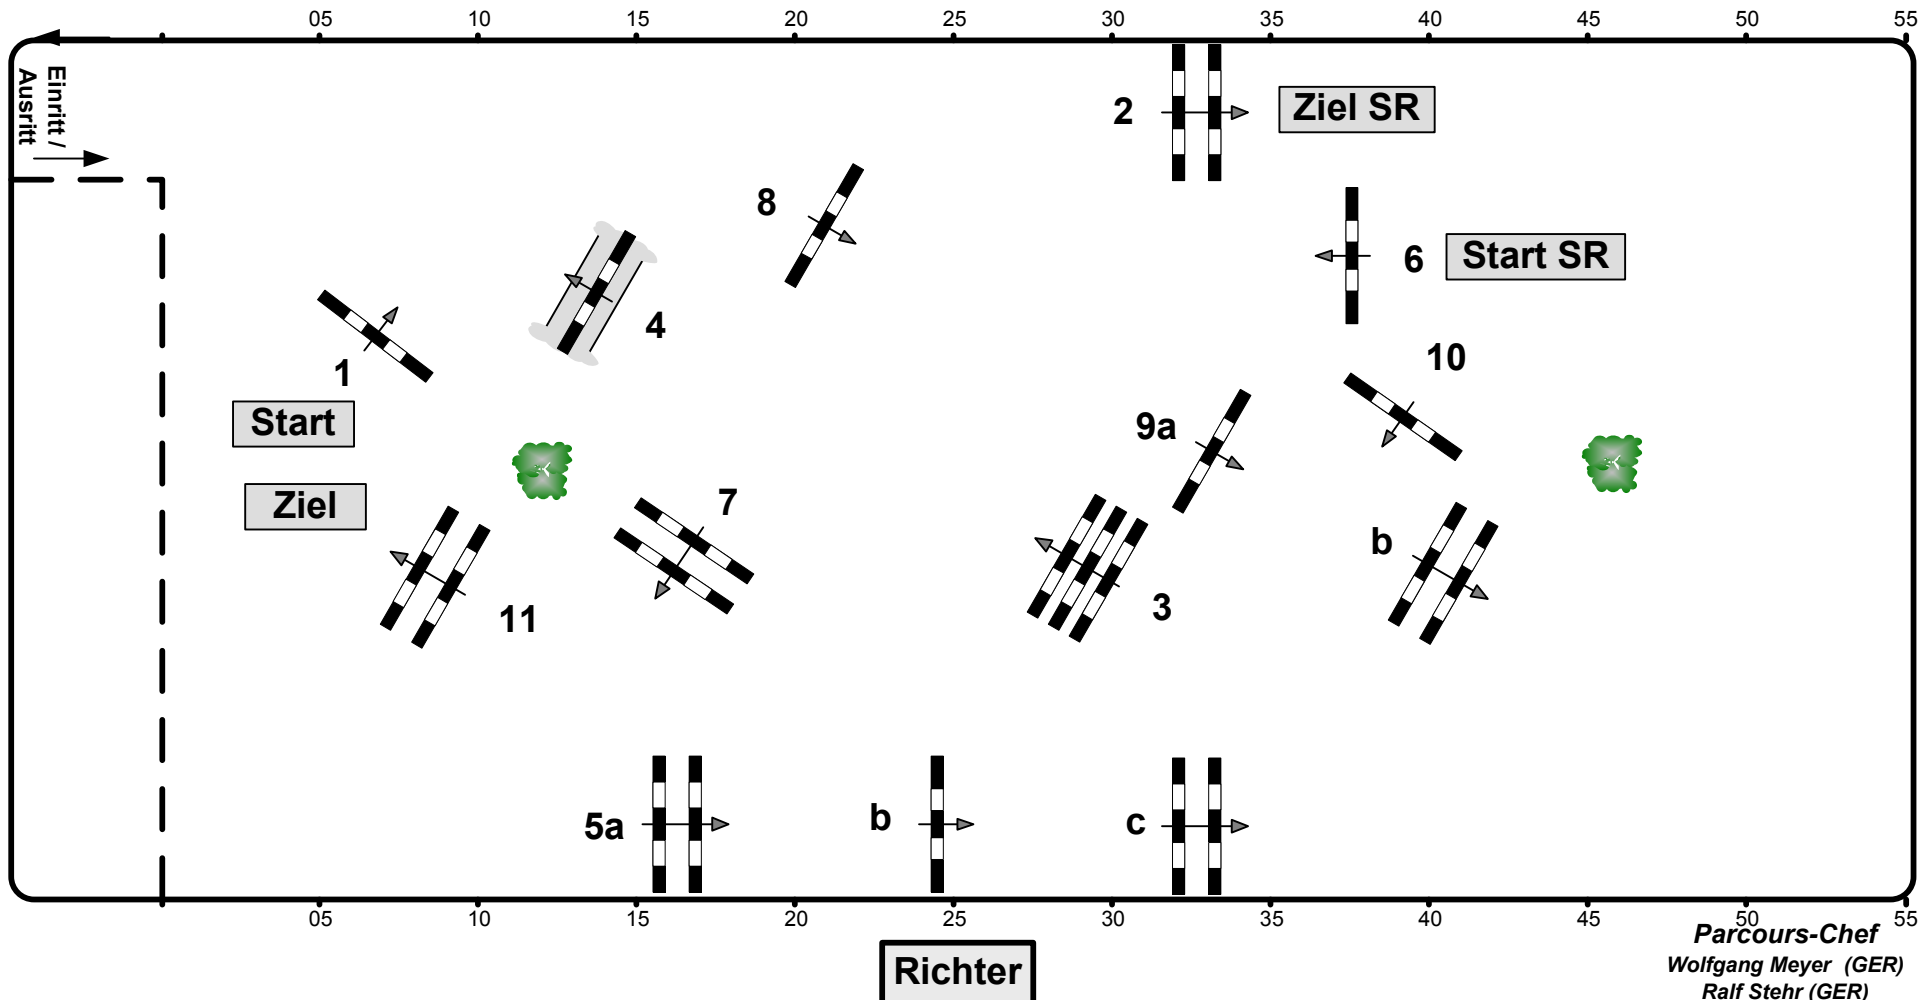 05 10 15 20 25 30 35 40 45 50 55
Einritt /
Ausritt
2
Ziel SR
8
6
Start SR
4
1
10
Start
9a
Ziel
7
b
11
3
5a
b
c
05 10 15 20 25 30 35 40 45 50 55
Richter
Parcours-Chef
Wolfgang Meyer (GER)
Ralf Stehr (GER)